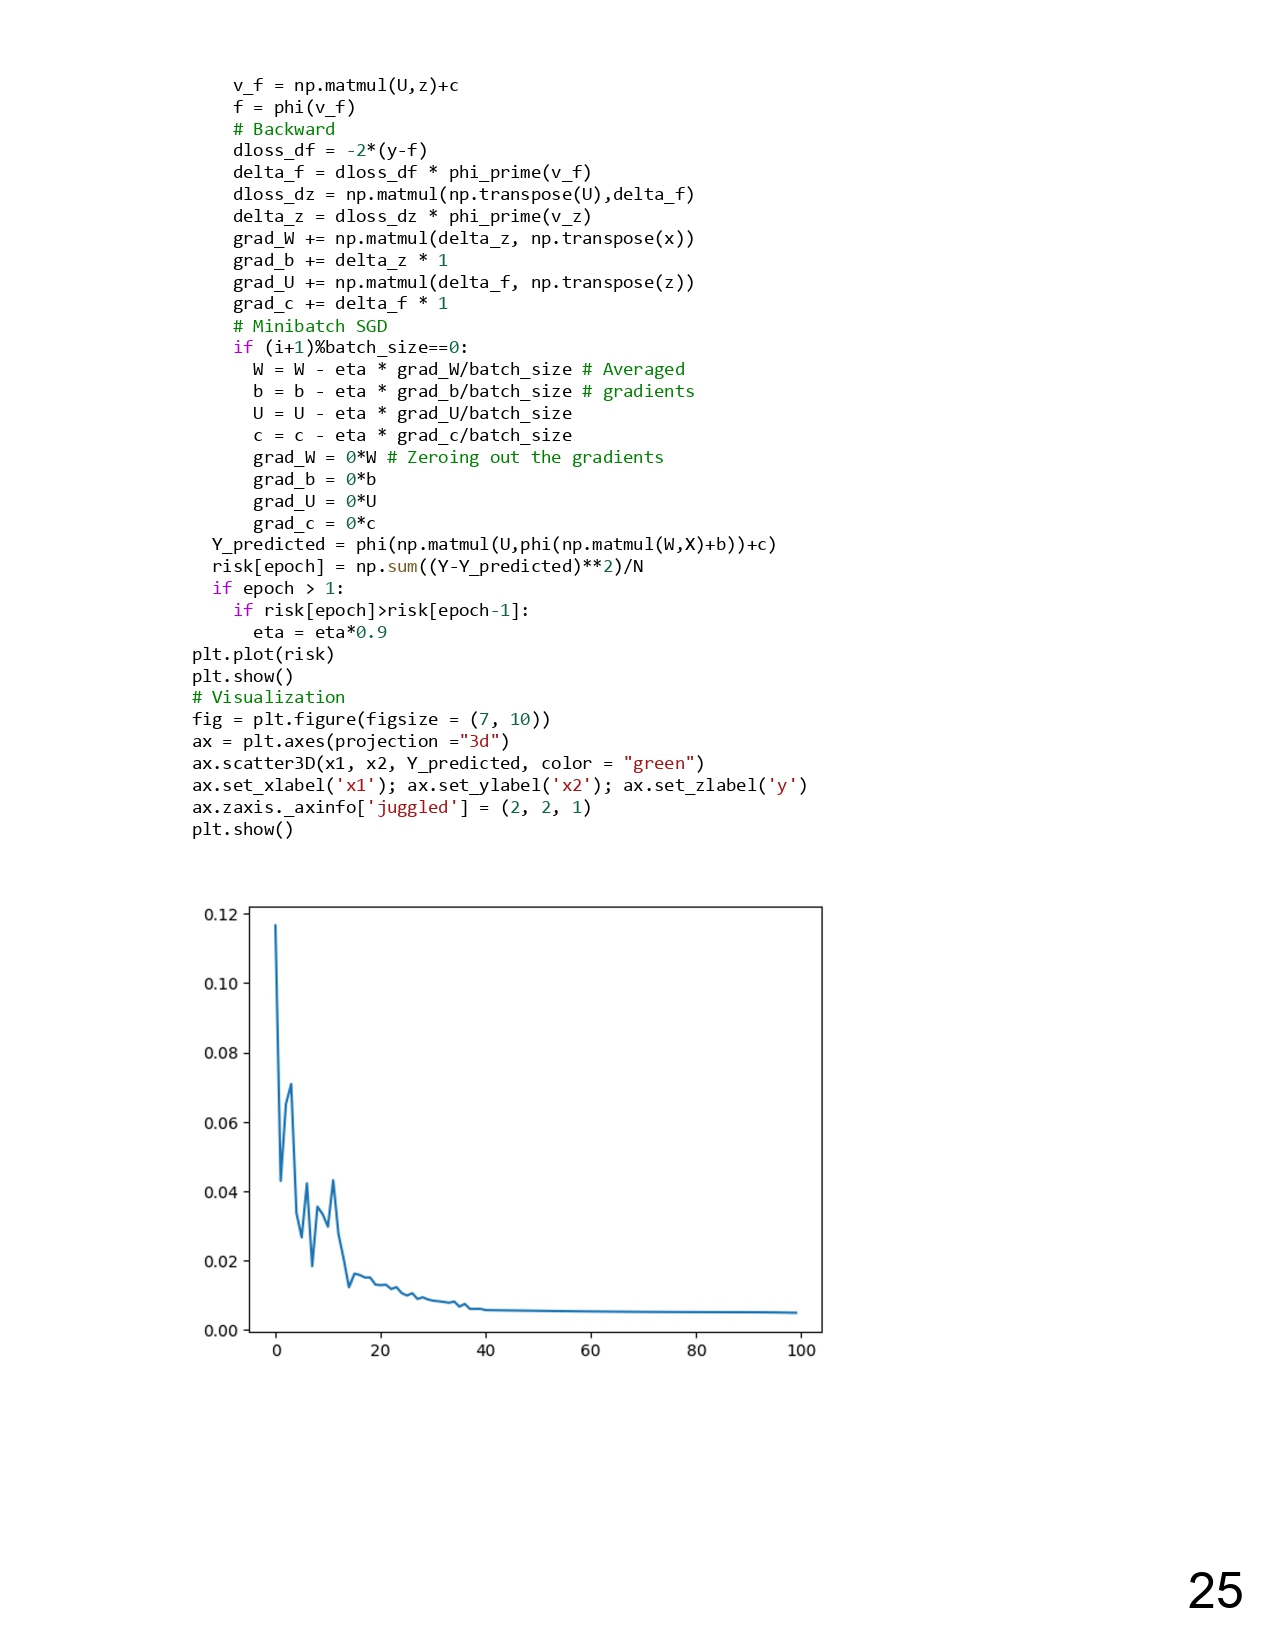 v_f = np.matmul(U,z)+c
f = phi(v_f)
# Backward
dloss_df = -2*(y-f)
delta_f = dloss_df * phi_prime(v_f)
dloss_dz = np.matmul(np.transpose(U),delta_f)
delta_z = dloss_dz * phi_prime(v_z)
grad_W += np.matmul(delta_z, np.transpose(x))
grad_b += delta_z * 1
grad_U += np.matmul(delta_f, np.transpose(z))
grad_c += delta_f * 1
# Minibatch SGD
if (i+1)%batch_size==0:
W = W - eta * grad_W/batch_size # Averaged
b = b - eta * grad_b/batch_size # gradients
U = U - eta * grad_U/batch_size
c = c - eta * grad_c/batch_size
grad_W = 0*W # Zeroing out the gradients
grad_b = 0*b
grad_U = 0*U
grad_c = 0*c
Y_predicted = phi(np.matmul(U,phi(np.matmul(W,X)+b))+c)
risk[epoch] = np.sum((Y-Y_predicted)**2)/N
if epoch > 1:
if risk[epoch]>risk[epoch-1]:
eta = eta*0.9
plt.plot(risk)
plt.show()
# Visualization
fig = plt.figure(figsize = (7, 10))
ax = plt.axes(projection ="3d")
ax.scatter3D(x1, x2, Y_predicted, color = "green")
ax.set_xlabel('x1'); ax.set_ylabel('x2'); ax.set_zlabel('y')
ax.zaxis._axinfo['juggled'] = (2, 2, 1)
plt.show()
0.12
0.10
0.08
0.06
0.04
0.02
0.00
0 20 40 60 80 100
25